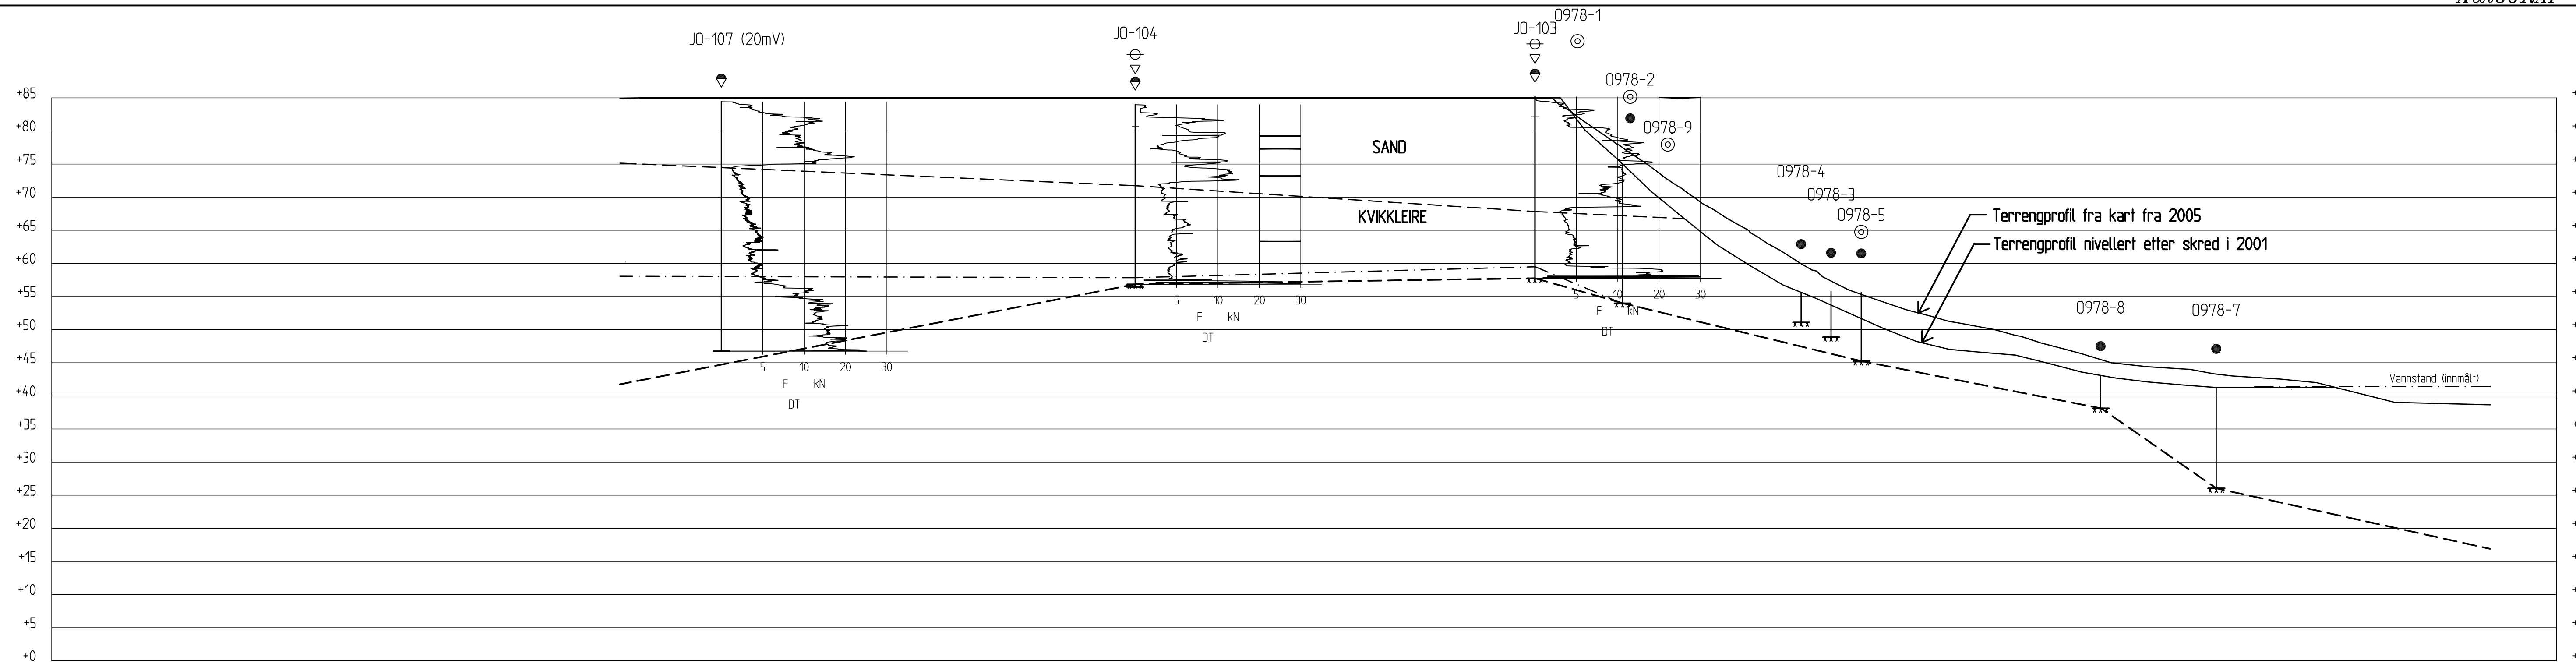 0978-1
JO-103
JO-104
JO-107 (20mV)
0978-2
+85
+80
0978-9
SAND
+75
0978-4
+70
0978-3
KVIKKLEIRE
0978-5
Terrengprofil fra kart fra 2005
+65
Terrengprofil nivellert etter skred i 2001
+60
+55
5 10 20 30
5 10 20 30
0978-8
0978-7
F kN
F kN
+50
DT
DT
+45
5 10 20 30
F kN
DT
Vannstand (innmålt)
+40
+35
+30
+25
+20
+15
+10
+5
+0